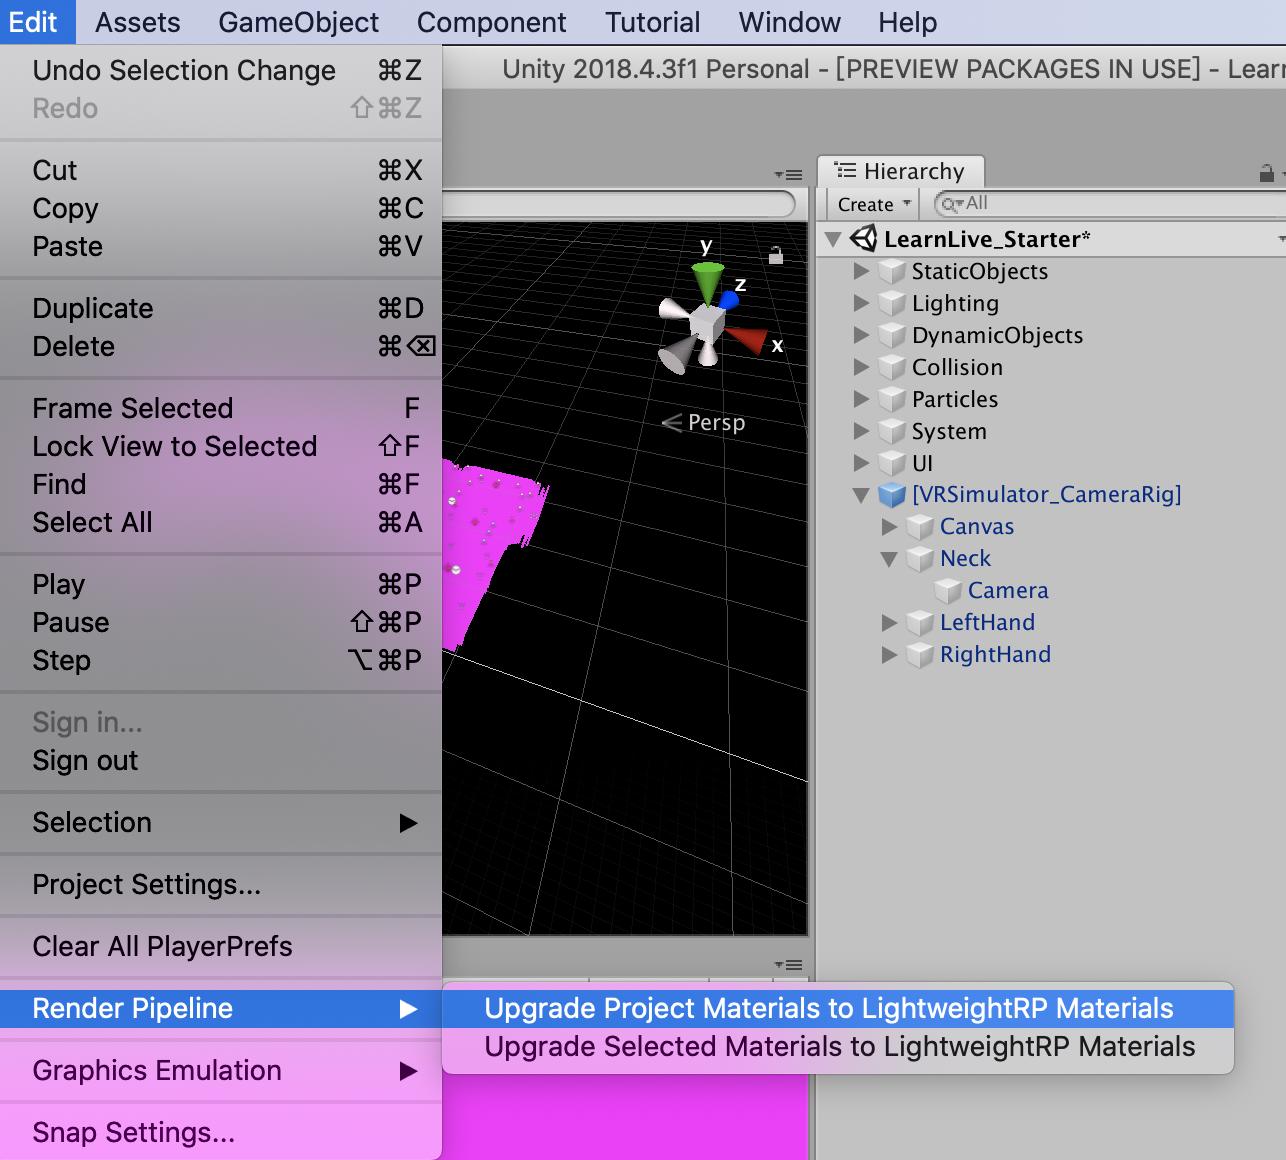 Edit Assets GameObject Component Tutorial Window Help
Unity 2018.4.3f1 Personal - [PREVIEW PACKAGES IN USE] - Lear
Undo Selection Change ⌘Z
Redo ⇧⌘Z
Cut ⌘X
Copy ⌘C
Paste ⌘V
Duplicate ⌘D
Delete ⌘⌫
Frame Selected F
Lock View to Selected ⇧F
Find ⌘F
Select All ⌘A
Play ⌘P
Pause ⇧⌘P
Step ⌥⌘P
Sign in...
Sign out
Selection
Project Settings...
Clear All PlayerPrefs
Render Pipeline
Graphics Emulation
Snap Settings...
Upgrade Project Materials to LightweightRP Materials
Upgrade Selected Materials to LightweightRP Materials
y
z
x
Persp
Hierarchy
Create All
LearnLive_Starter*
StaticObjects
Lighting
DynamicObjects
Collision
Particles
System
UI
[VRSimulator_CameraRig]
Canvas
Neck
Camera
LeftHand
RightHand